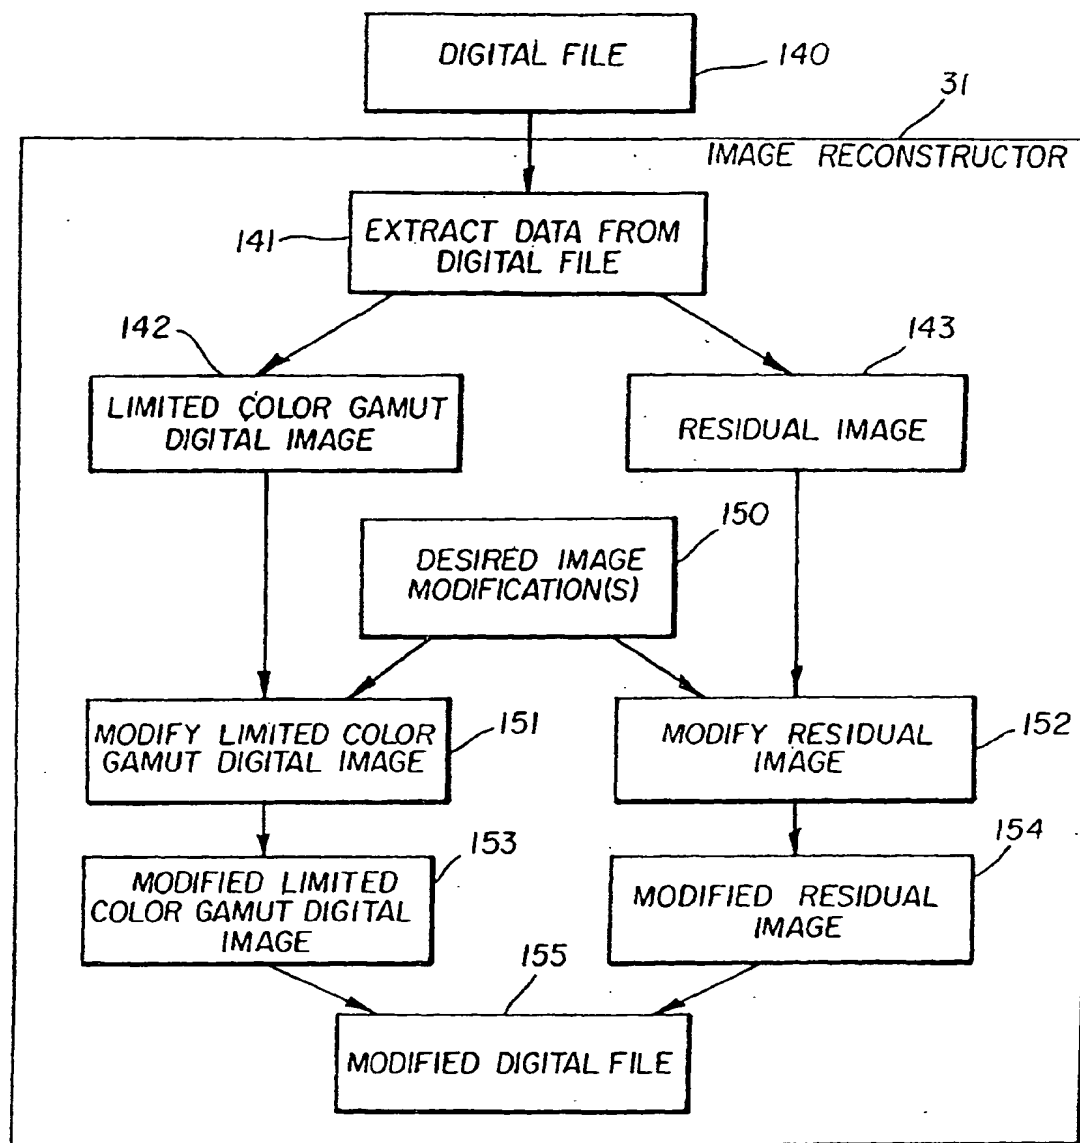 DIGITAL FILE
140
31
IMAGE RECONSTRUCTOR
141
EXTRACT DATA FROM
DIGITAL FILE
142
143
LIMITED COLOR GAMUT
DIGITAL IMAGE
RESIDUAL IMAGE
150
DESIRED IMAGE
MODIFICATION(S)
MODIFY LIMITED COLOR
GAMUT DIGITAL IMAGE
151
MODIFY RESIDUAL
IMAGE
152
153
154
MODIFIED LIMITED
COLOR GAMUT DIGITAL
IMAGE
MODIFIED RESIDUAL
IMAGE
155
MODIFIED DIGITAL FILE